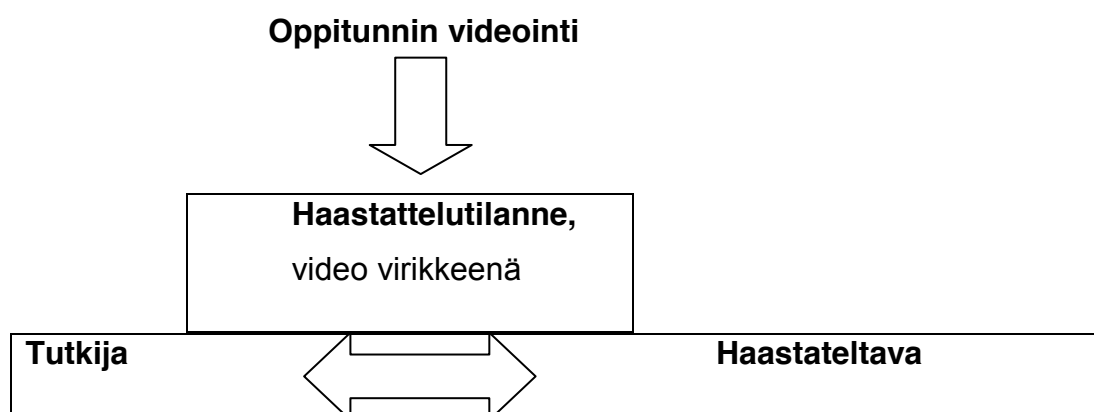 Oppitunnin videointi
Haastattelutilanne,
video virikkeenä
Tutkija
Haastateltava